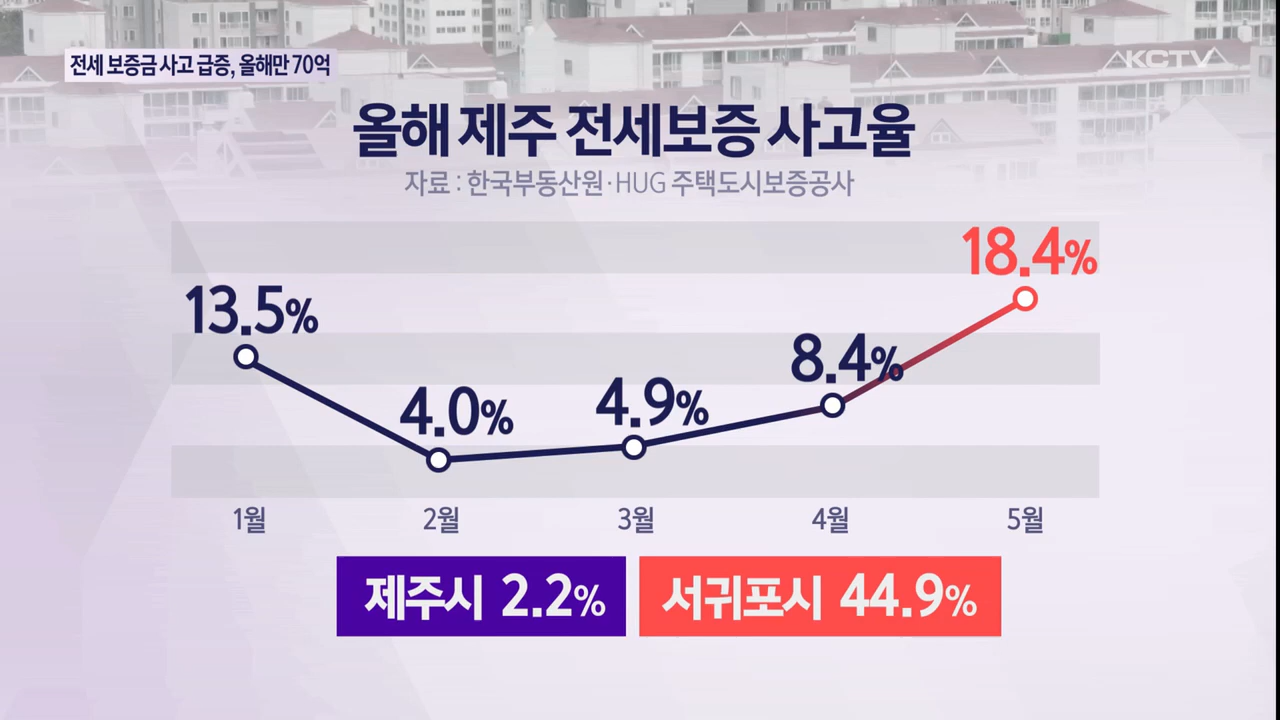 전세 보증금 사고 급증, 올해만 70억
KCTV
올해 제주 전세보증 사고율
자료 : 한국부동산원·HUG 주택도시보증공사
13.5%
4.0%
4.9%
8.4%
18.4%
1월 2월 3월 4월 5월
제주시 2.2% 서귀포시 44.9%